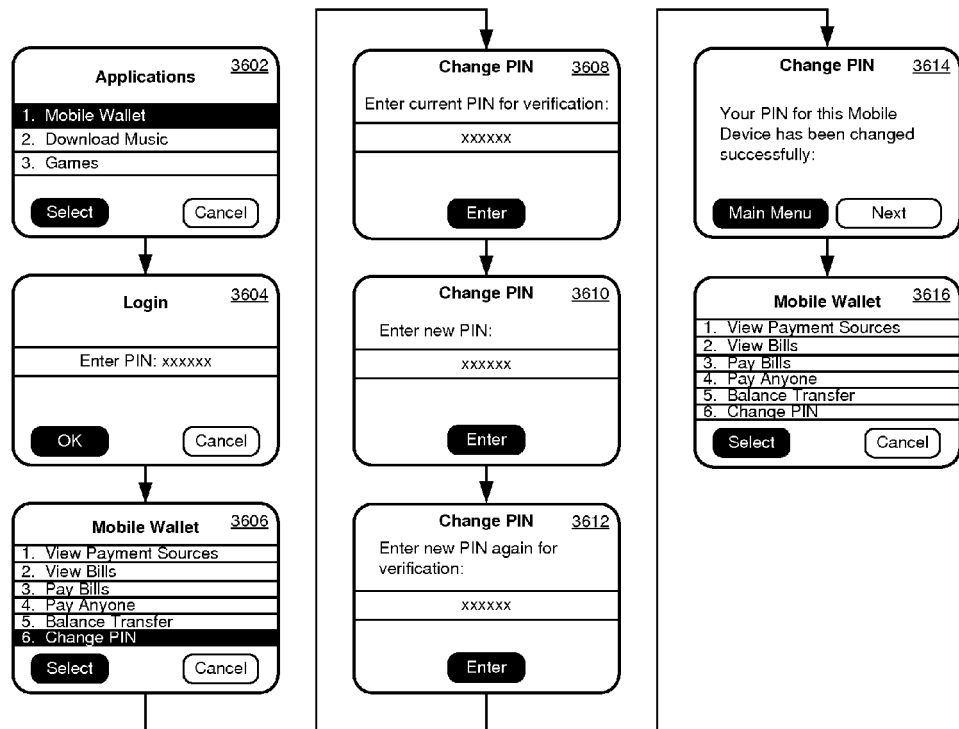 3602
Applications
1. Mobile Wallet
2. Download Music
3. Games
Select Cancel
3604
Login
Enter PIN: xxxxxx
OK Cancel
3606
Mobile Wallet
1. View Payment Sources
2. View Bills
3. Pay Bills
4. Pay Anyone
5. Balance Transfer
6. Change PIN
Select Cancel
Change PIN 3608
Enter current PIN for verification:
xxxxxx
Enter
Change PIN 3610
Enter new PIN:
xxxxxx
Enter
Change PIN 3612
Enter new PIN again for
verification:
xxxxxx
Enter
Change PIN 3614
Your PIN for this Mobile
Device has been changed
successfully:
Main Menu Next
3616
Mobile Wallet
1. View Payment Sources
2. View Bills
3. Pay Bills
4. Pay Anyone
5. Balance Transfer
6. Change PIN
Select Cancel